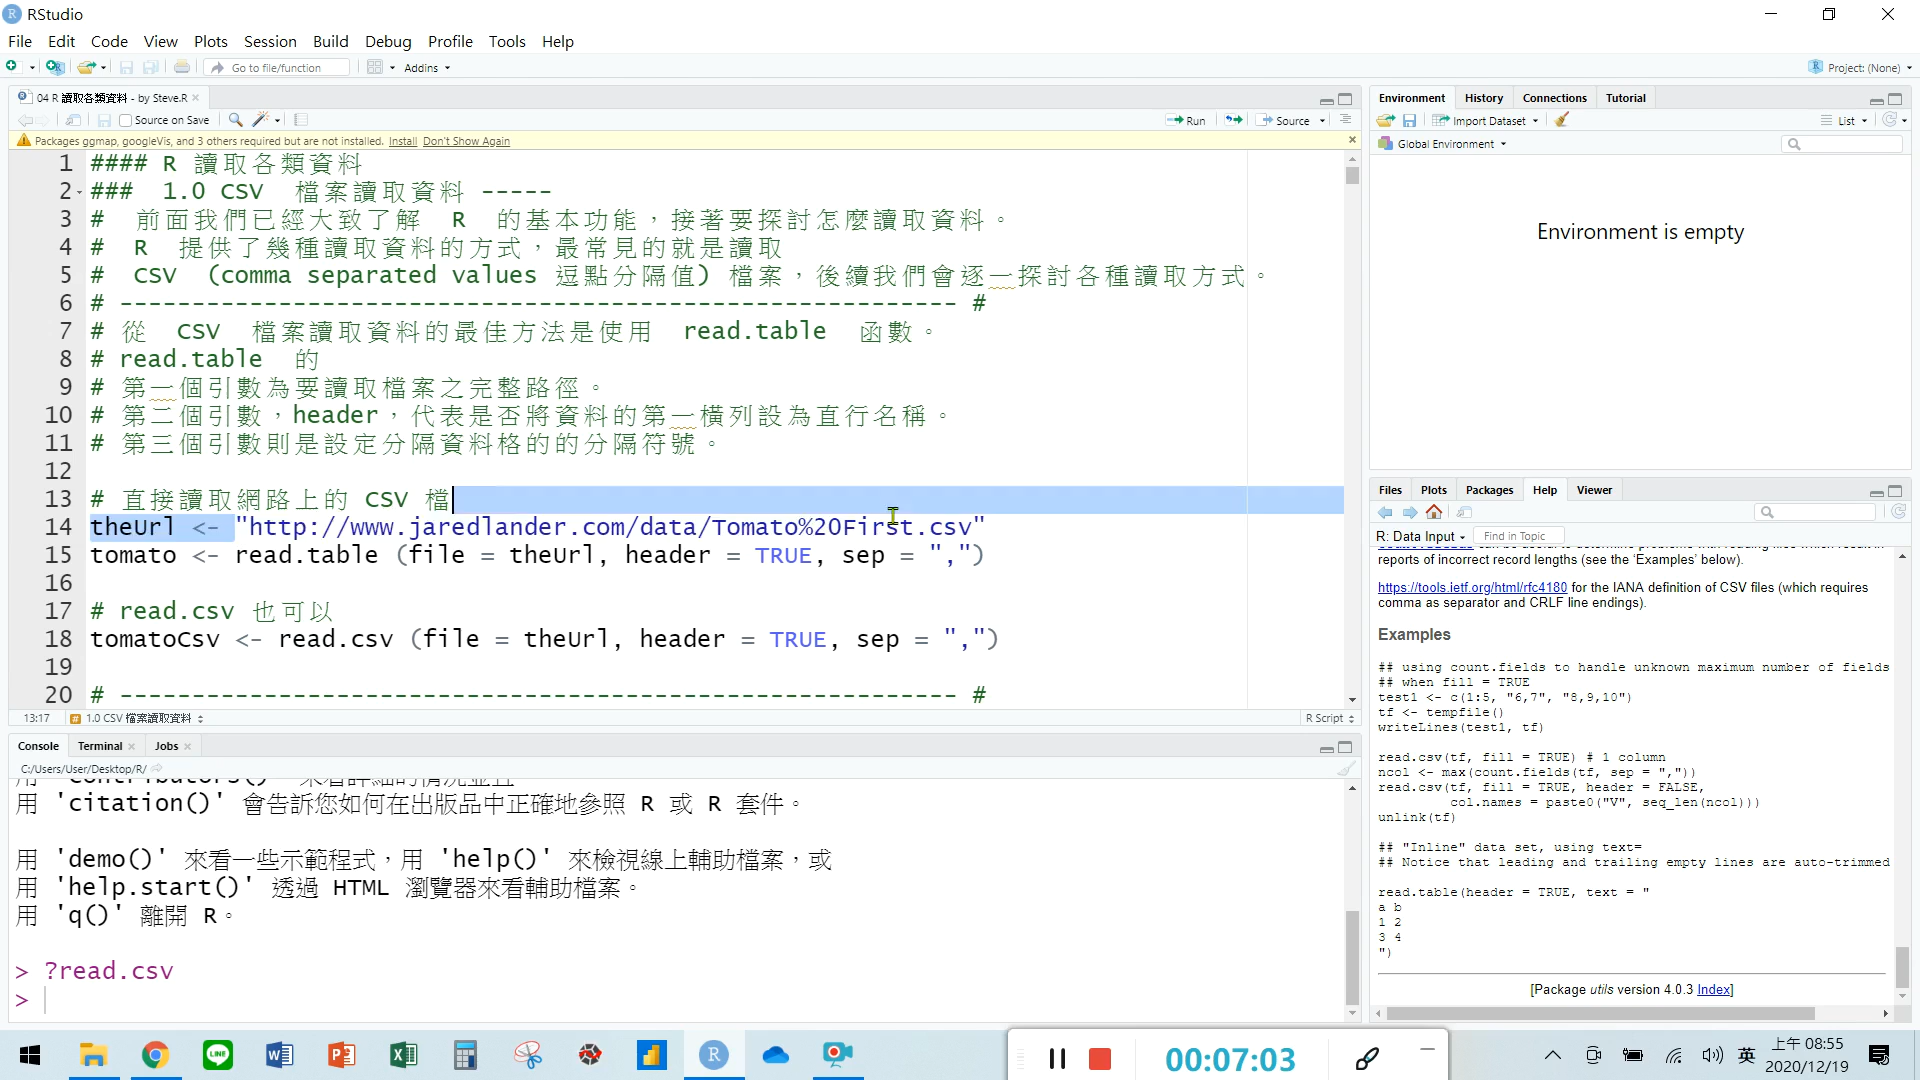 RStudio
File Edit Code View Plots Session Build Debug Profile Tools Help
Go to file/function Addins Project: (None)
04 R 讀取各類資料 - by Steve.R
Source on Save Run Source
Packages ggmap, googleVis, and 3 others required but are not installed. Install Don't Show Again
1 #### R 讀取各類資料
2 ### 1.0 CSV 檔案讀取資料 -----
3 # 前面我們已經大致了解 R 的基本功能，接著要探討怎麼讀取資料。
4 # R 提供了幾種讀取資料的方式，最常見的就是讀取
5 # CSV (comma separated values 逗點分隔值) 檔案，後續我們會逐一探討各種讀取方式。
6 # ---------------------------------------------------------- #
7 # 從 CSV 檔案讀取資料的最佳方法是使用 read.table 函數。
8 # read.table 的
9 # 第一個引數為要讀取檔案之完整路徑。
10 # 第二個引數，header，代表是否將資料的第一橫列設為直行名稱。
11 # 第三個引數則是設定分隔資料格的的分隔符號。
12
13 # 直接讀取網路上的 CSV 檔
14 theUrl <- "http://www.jaredlander.com/data/Tomato%20First.csv"
15 tomato <- read.table (file = theUrl, header = TRUE, sep = ",")
16
17 # read.csv 也可以
18 tomatoCsv <- read.csv (file = theUrl, header = TRUE, sep = ",")
19
20 # ---------------------------------------------------------- #
13:17 # 1.0 CSV 檔案讀取資料 R Script
Console Terminal Jobs
C:/Users/User/Desktop/R/
用 'citation()' 會告訴您如何在出版品中正確地參照 R 或 R 套件。
用 'demo()' 來看一些示範程式，用 'help()' 來檢視線上輔助檔案，或
用 'help.start()' 透過 HTML 瀏覽器來看輔助檔案。
用 'q()' 離開 R。
> ?read.csv
>
Environment History Connections Tutorial
Import Dataset List
Global Environment
Environment is empty
Files Plots Packages Help Viewer
R: Data Input Find in Topic
reports of incorrect record lengths (see the ‘Examples’ below).
https://tools.ietf.org/html/rfc4180 for the IANA definition of CSV files (which requires
comma as separator and CRLF line endings).
Examples
## using count.fields to handle unknown maximum number of fields
## when fill = TRUE
test1 <- c(1:5, "6,7", "8,9,10")
tf <- tempfile()
writeLines(test1, tf)
read.csv(tf, fill = TRUE) # 1 column
ncol <- max(count.fields(tf, sep = ","))
read.csv(tf, fill = TRUE, header = FALSE,
col.names = paste0("V", seq_len(ncol)))
unlink(tf)
## "Inline" data set, using text=
## Notice that leading and trailing empty lines are auto-trimmed
read.table(header = TRUE, text = "
a b
1 2
3 4
")
[Package utils version 4.0.3 Index]
00:07:03
英
上午 08:55
2020/12/19